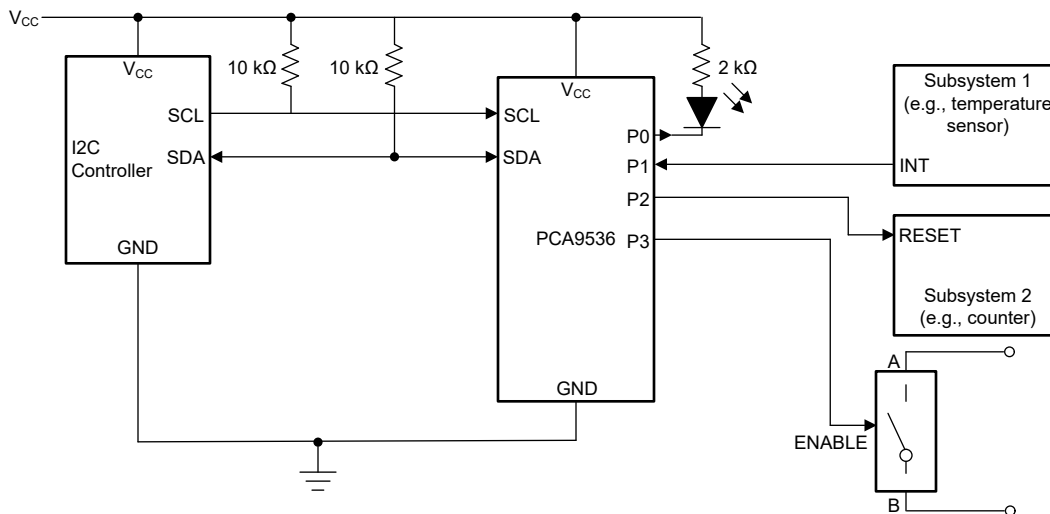 VCC
VCC
10 kΩ
10 kΩ
2 kΩ
SCL
I2C
Controller
SDA
GND
VCC
SCL
SDA
PCA9536
P0
P1
P2
P3
GND
Subsystem 1
(e.g., temperature
sensor)
INT
RESET
Subsystem 2
(e.g., counter)
A
ENABLE
B